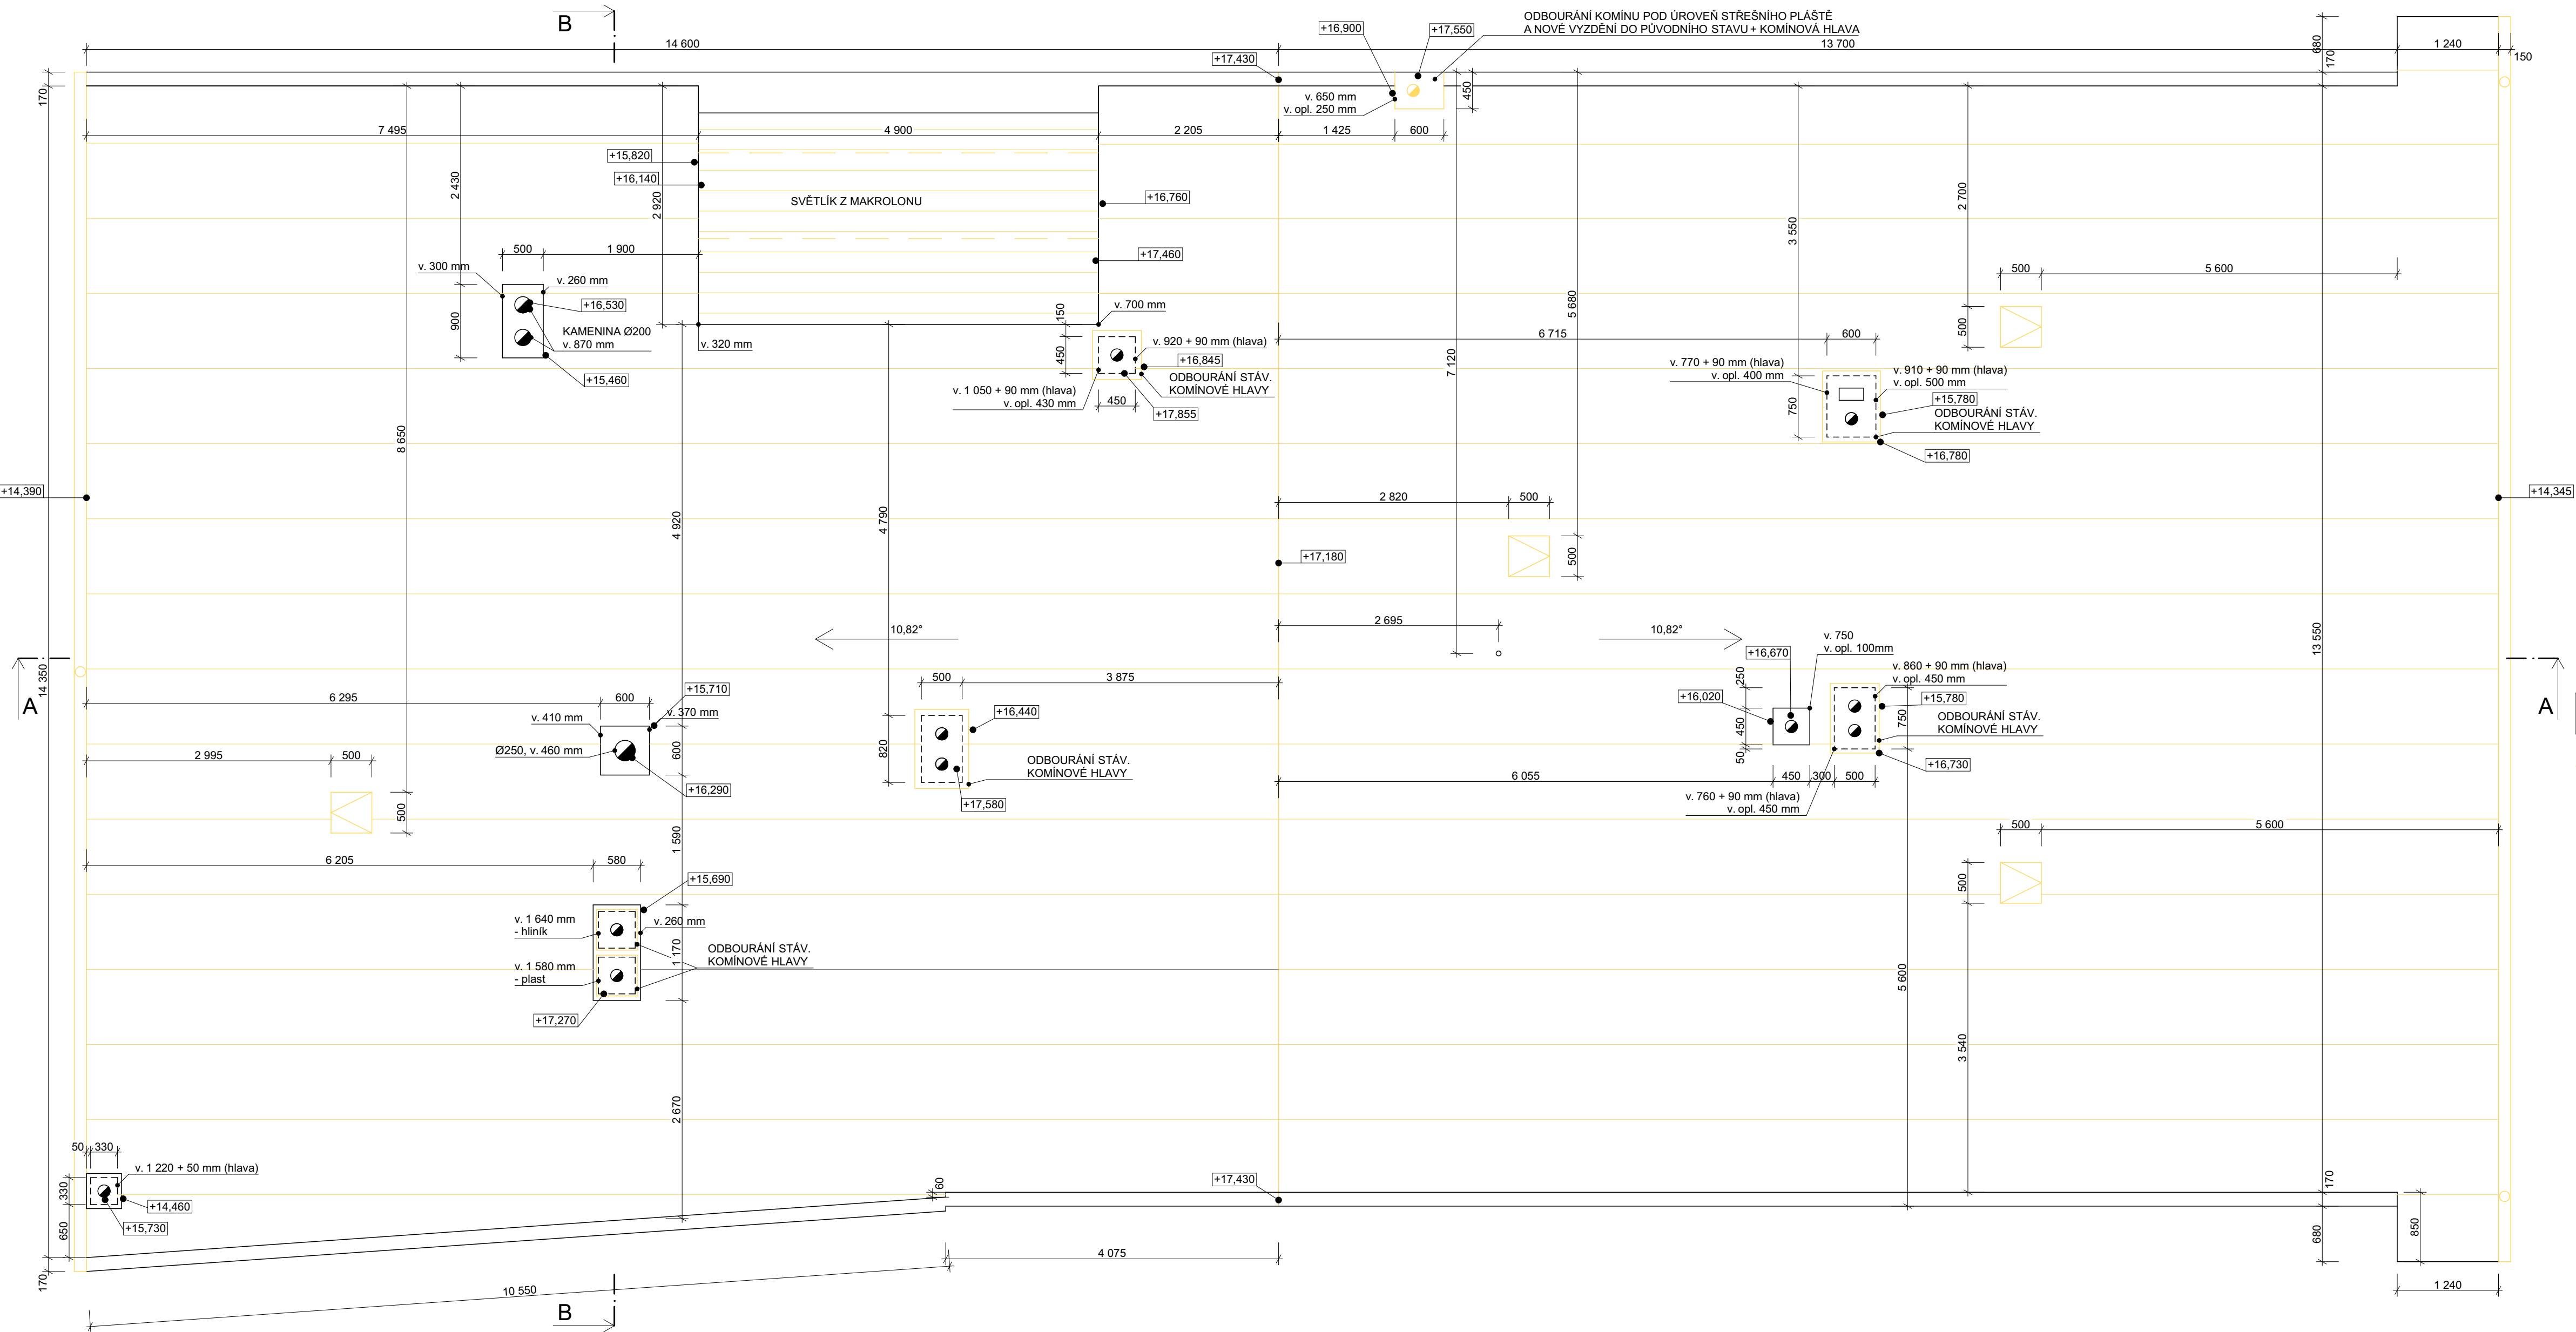 B
14 600
+16,900
+17,550
ODBOURÁNÍ KOMÍNU POD ÚROVEŇ STŘEŠNÍHO PLÁŠTĚ
A NOVÉ VYZDĚNÍ DO PŮVODNÍHO STAVU + KOMÍNOVÁ HLAVA
13 700
680
170
1 240
150
+17,430
170
v. 650 mm
v. opl. 250 mm
450
7 495
4 900
2 205
1 425
600
+15,820
+16,140
2 430
2 920
SVĚTLÍK Z MAKROLONU
+16,760
+17,460
2 700
3 550
500
1 900
v. 300 mm
v. 260 mm
+16,530
900
KAMENINA Ø200
v. 870 mm
+15,460
v. 320 mm
150
v. 700 mm
450
v. 920 + 90 mm (hlava)
+16,845
ODBOURÁNÍ STÁV.
KOMÍNOVÉ HLAVY
v. 1 050 + 90 mm (hlava)
v. opl. 430 mm
450
+17,855
5 680
7 120
500
5 600
500
6 715
600
v. 770 + 90 mm (hlava)
v. opl. 400 mm
v. 910 + 90 mm (hlava)
v. opl. 500 mm
+15,780
ODBOURÁNÍ STÁV.
KOMÍNOVÉ HLAVY
750
+16,780
8 650
+14,390
4 920
4 790
2 820
500
500
+14,345
+17,180
10,82°
2 695
10,82°
13 550
14 350
A
A
6 295
600
+15,710
v. 410 mm
v. 370 mm
Ø250, v. 460 mm
600
+16,290
2 995
500
500
500
3 875
+16,440
820
ODBOURÁNÍ STÁV.
KOMÍNOVÉ HLAVY
+17,580
v. 750
v. opl. 100mm
+16,670
250
+16,020
450
50
v. 860 + 90 mm (hlava)
v. opl. 450 mm
+15,780
750
ODBOURÁNÍ STÁV.
KOMÍNOVÉ HLAVY
+16,730
6 055
450
300
500
v. 760 + 90 mm (hlava)
v. opl. 450 mm
500
5 600
500
1 590
6 205
580
+15,690
v. 1 640 mm
- hliník
v. 260 mm
1 170
ODBOURÁNÍ STÁV.
KOMÍNOVÉ HLAVY
v. 1 580 mm
- plast
+17,270
5 600
3 540
2 670
50
330
v. 1 220 + 50 mm (hlava)
330
+14,460
+15,730
650
170
60
+17,430
170
680
850
4 075
10 550
1 240
B